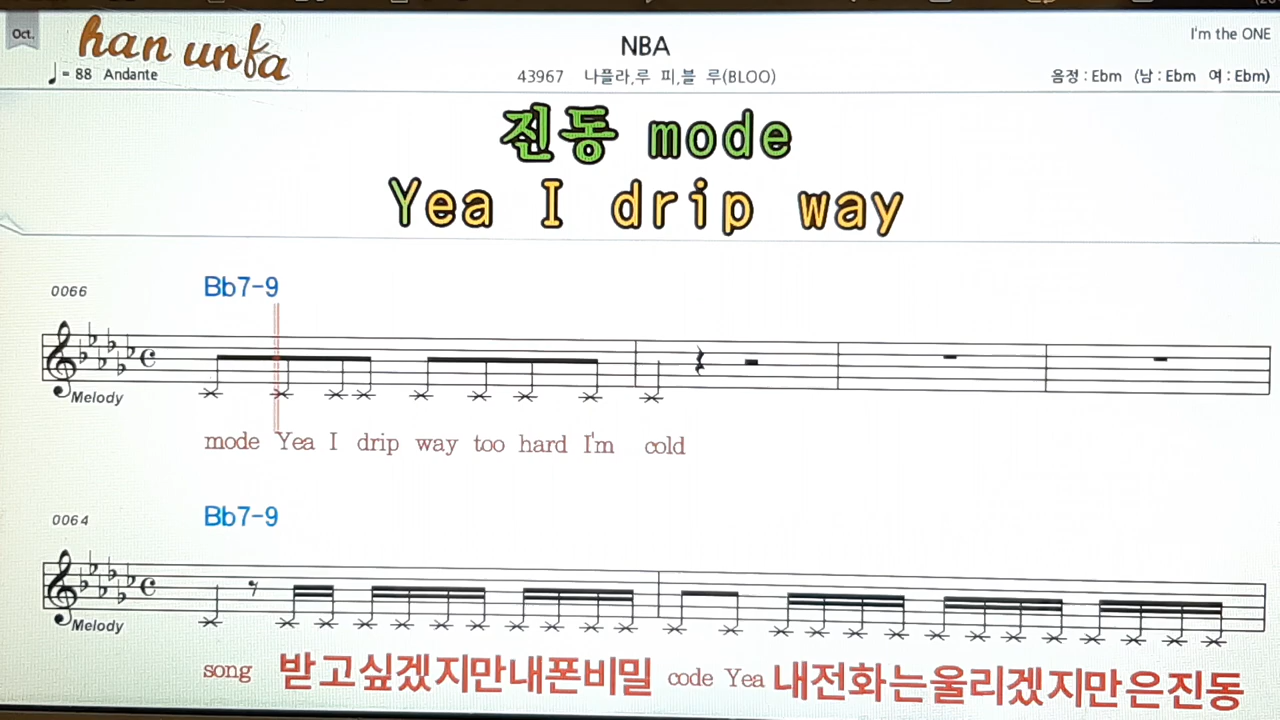 Oct.
han unfa
NBA
I'm the ONE
♩= 88 Andante
43967 나플라,루 피,블 루(BLOO)
음정 : Ebm (남 : Ebm 여 : Ebm)
진동 mode
Yea I drip way
0066
Bb7-9
Melody
mode Yea I drip way too hard I'm cold
0064
Bb7-9
Melody
song 받고싶겠지만내폰비밀 code Yea 내전화는울리겠지만은진동